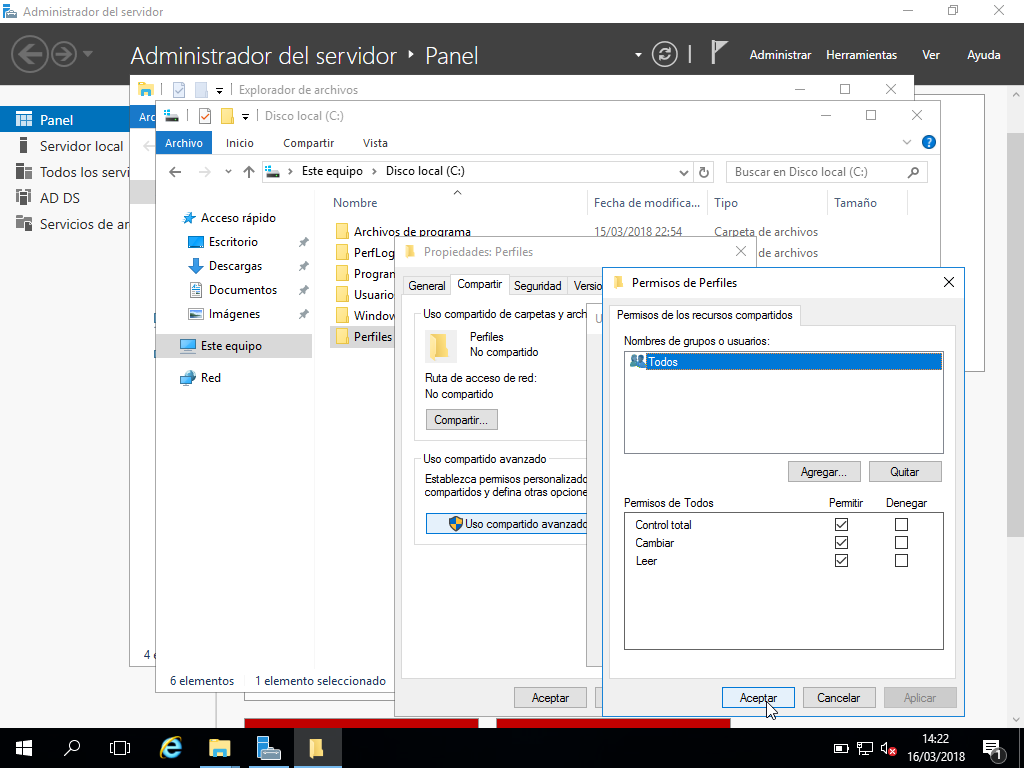 Administrador del servidor
Administrador del servidor
Panel
Administrar
Herramientas
Ver
Ayuda
Explorador de archivos
Disco local (C:)
Archivo
Inicio
Compartir
Vista
Este equipo
Disco local (C:)
Buscar en Disco local (C:)
Panel
Servidor local
Todos los servi
AD DS
Servicios de ar
Acceso rápido
Escritorio
Descargas
Documentos
Imágenes
Este equipo
Red
Nombre
Fecha de modifica...
Tipo
Tamaño
Archivos de programa
15/03/2018 22:54
Carpeta de archivos
PerfLog
de archivos
Program
Usuario
Window
Perfiles
6 elementos
1 elemento seleccionado
Propiedades: Perfiles
General
Compartir
Seguridad
Versio
Uso compartido de carpetas y arch
Perfiles
No compartido
Ruta de acceso de red:
No compartido
Compartir...
Uso compartido avanzado
Establezca permisos personalizado
compartidos y defina otras opcione
Uso compartido avanzado
Aceptar
Permisos de Perfiles
Permisos de los recursos compartidos
Nombres de grupos o usuarios:
Todos
Agregar...
Quitar
Permisos de Todos
Permitir
Denegar
Control total
Cambiar
Leer
Aceptar
Cancelar
Aplicar
14:22
16/03/2018
1